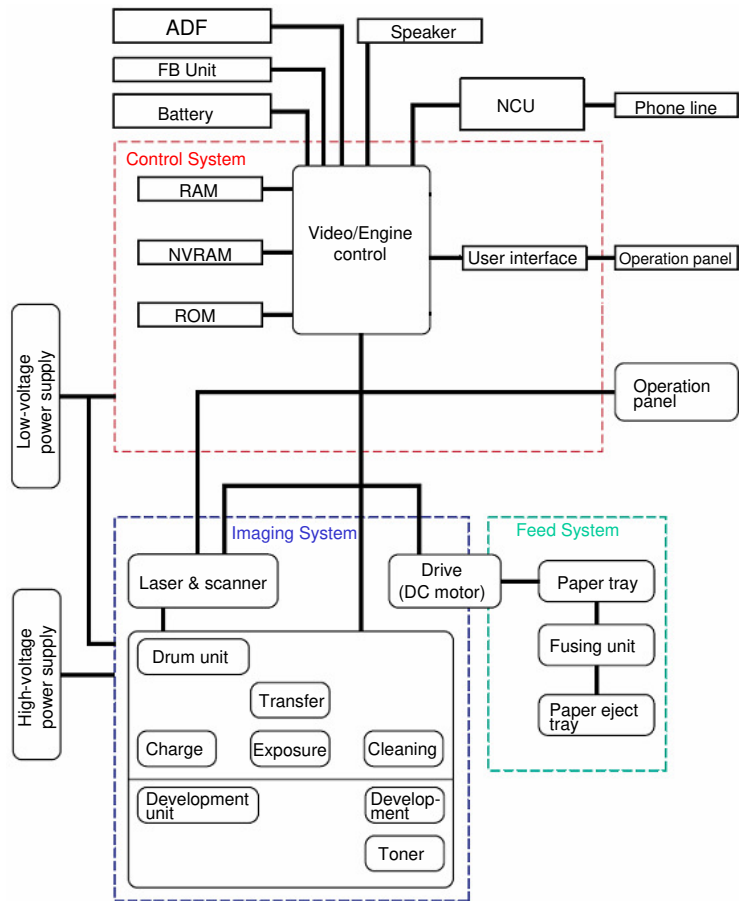 ADF
Speaker
FB Unit
Battery
NCU
Phone line
Control System
RAM
Video/Engine
control
NVRAM
User interface
Operation panel
ROM
Low-voltage
power supply
Operation
panel
Imaging System
Feed System
Laser & scanner
Drive
(DC motor)
Paper tray
High-voltage
power supply
Drum unit
Fusing unit
Transfer
Paper eject
tray
Charge
Exposure
Cleaning
Development
unit
Develop-
ment
Toner